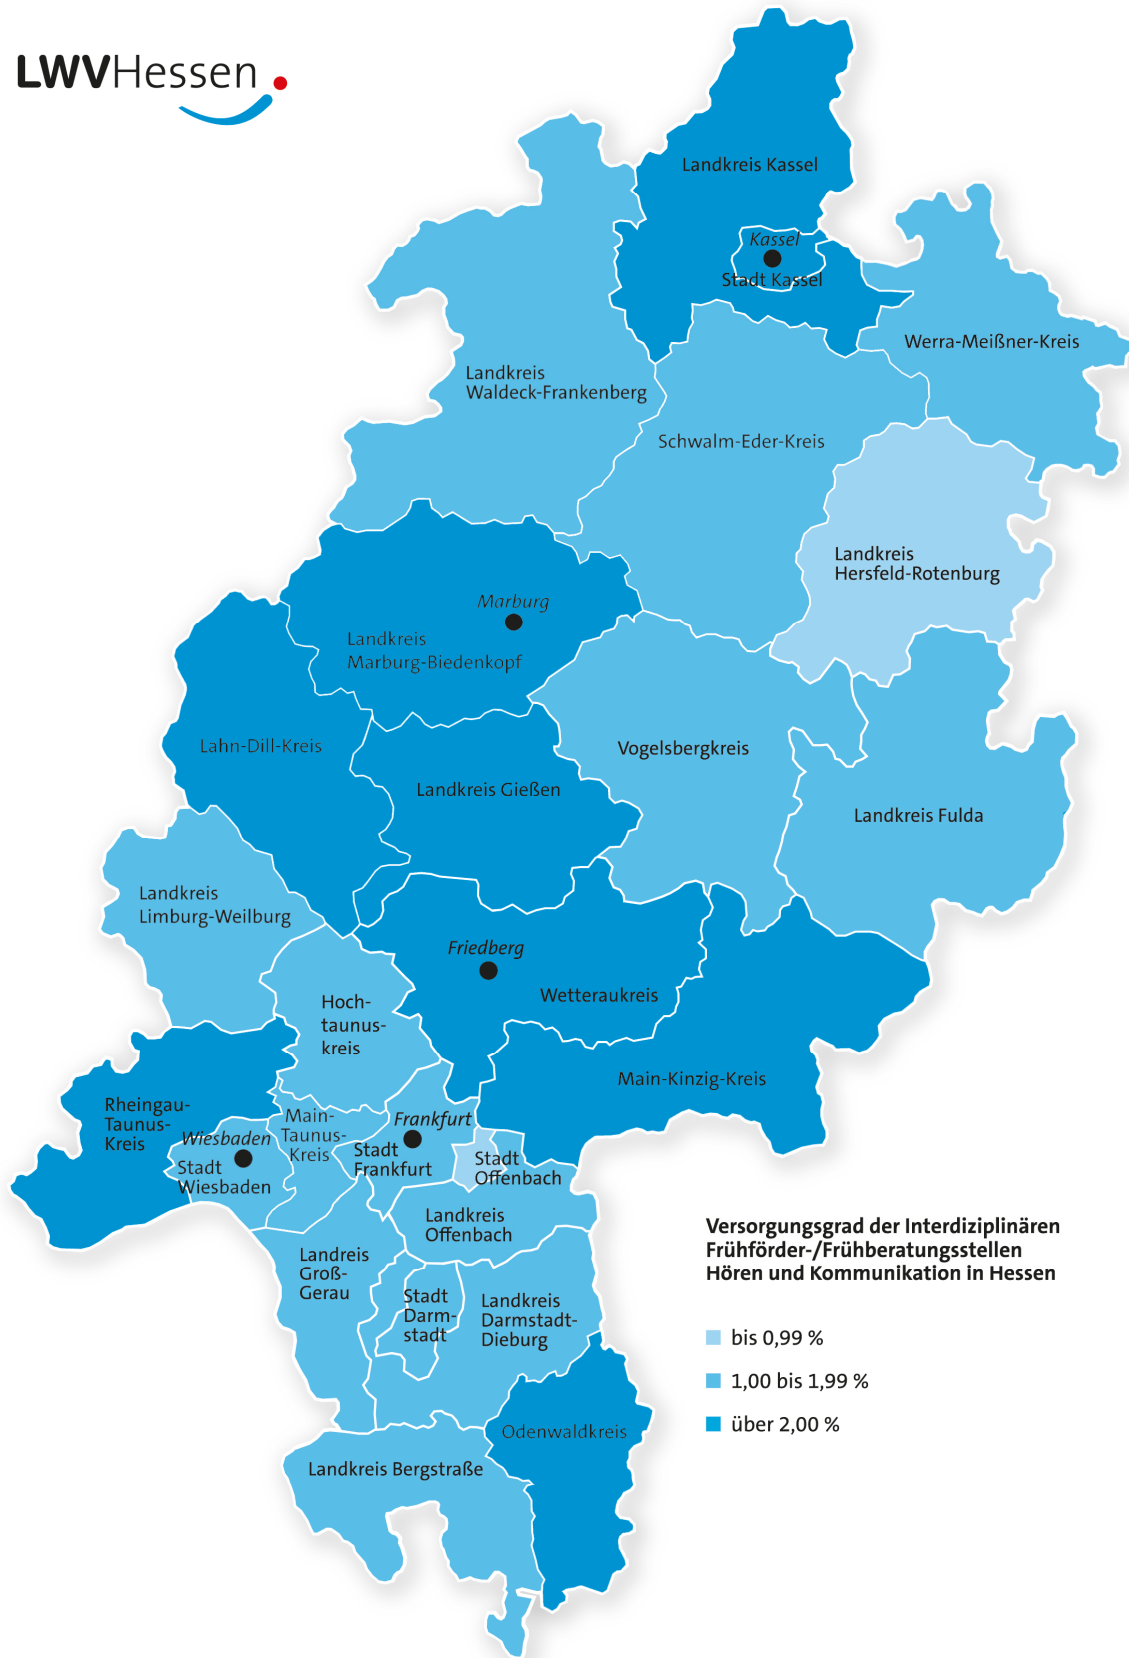 LWVHessen
Landkreis Kassel
Kassel
Stadt Kassel
Werra-Meißner-Kreis
Landkreis
Waldeck-Frankenberg
Schwalm-Eder-Kreis
Landkreis
Hersfeld-Rotenburg
Marburg
Landkreis
Marburg-Biedenkopf
Lahn-Dill-Kreis
Vogelsbergkreis
Landkreis Gießen
Landkreis Fulda
Landkreis
Limburg-Weilburg
Friedberg
Wetteraukreis
Hoch-
taunus-
kreis
Main-Kinzig-Kreis
Rheingau-
Taunus-
Kreis
Wiesbaden
Stadt
Wiesbaden
Main-
Taunus-
Kreis
Frankfurt
Stadt
Frankfurt
Stadt
Offenbach
Landkreis
Offenbach
Landreis
Groß-
Gerau
Stadt
Darm-
stadt
Landkreis
Darmstadt-
Dieburg
Odenwaldkreis
Landkreis Bergstraße
Versorgungsgrad der Interdiziplinären
Frühförder-/Frühberatungsstellen
Hören und Kommunikation in Hessen
bis 0,99 %
1,00 bis 1,99 %
über 2,00 %